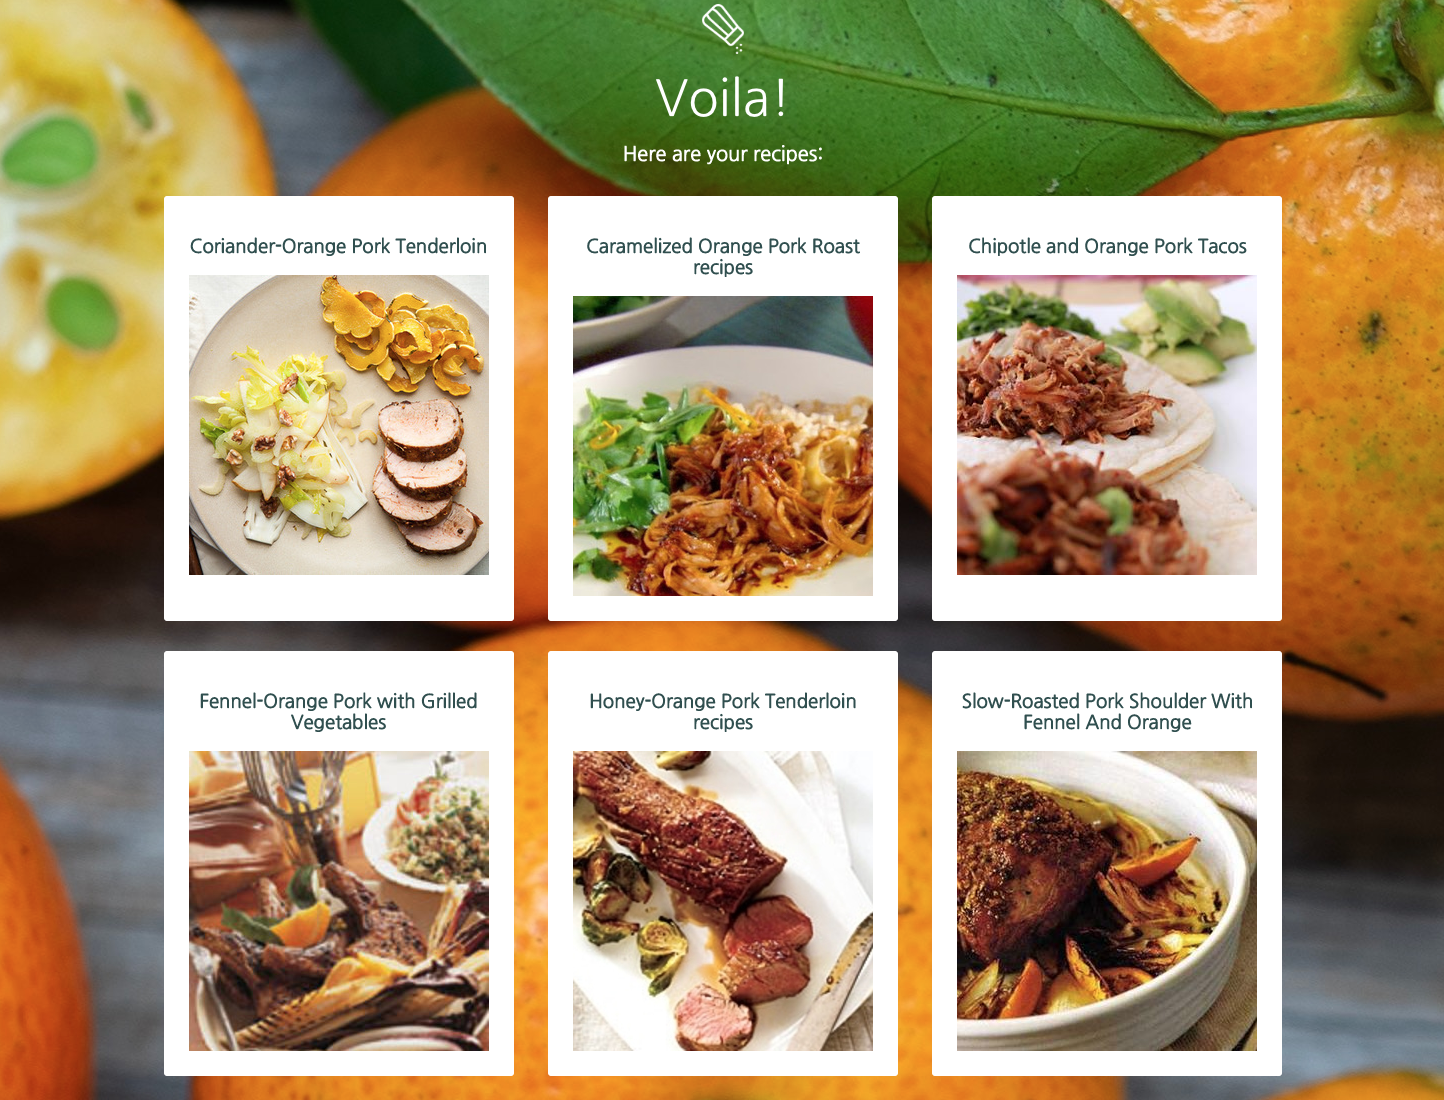 Voila!
Here are your recipes:
Coriander-Orange Pork Tenderloin
Caramelized Orange Pork Roast
recipes
Chipotle and Orange Pork Tacos
Fennel-Orange Pork with Grilled
Vegetables
Honey-Orange Pork Tenderloin
recipes
Slow-Roasted Pork Shoulder With
Fennel And Orange